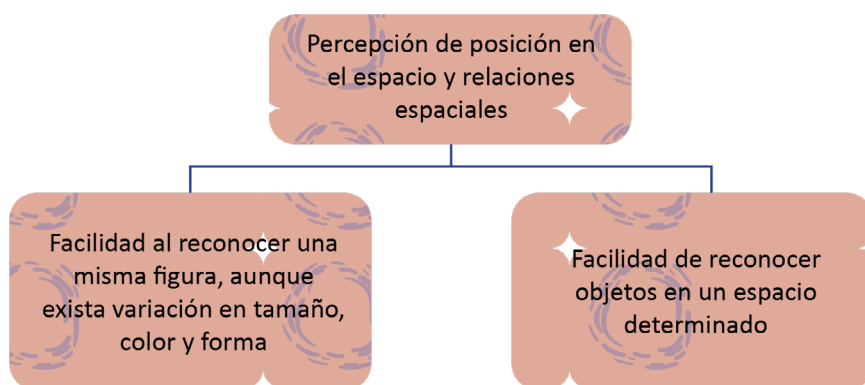 Percepción de posición en
el espacio y relaciones
espaciales
Facilidad al reconocer una
misma figura, aunque
exista variación en tamaño,
color y forma
Facilidad de reconocer
objetos en un espacio
determinado